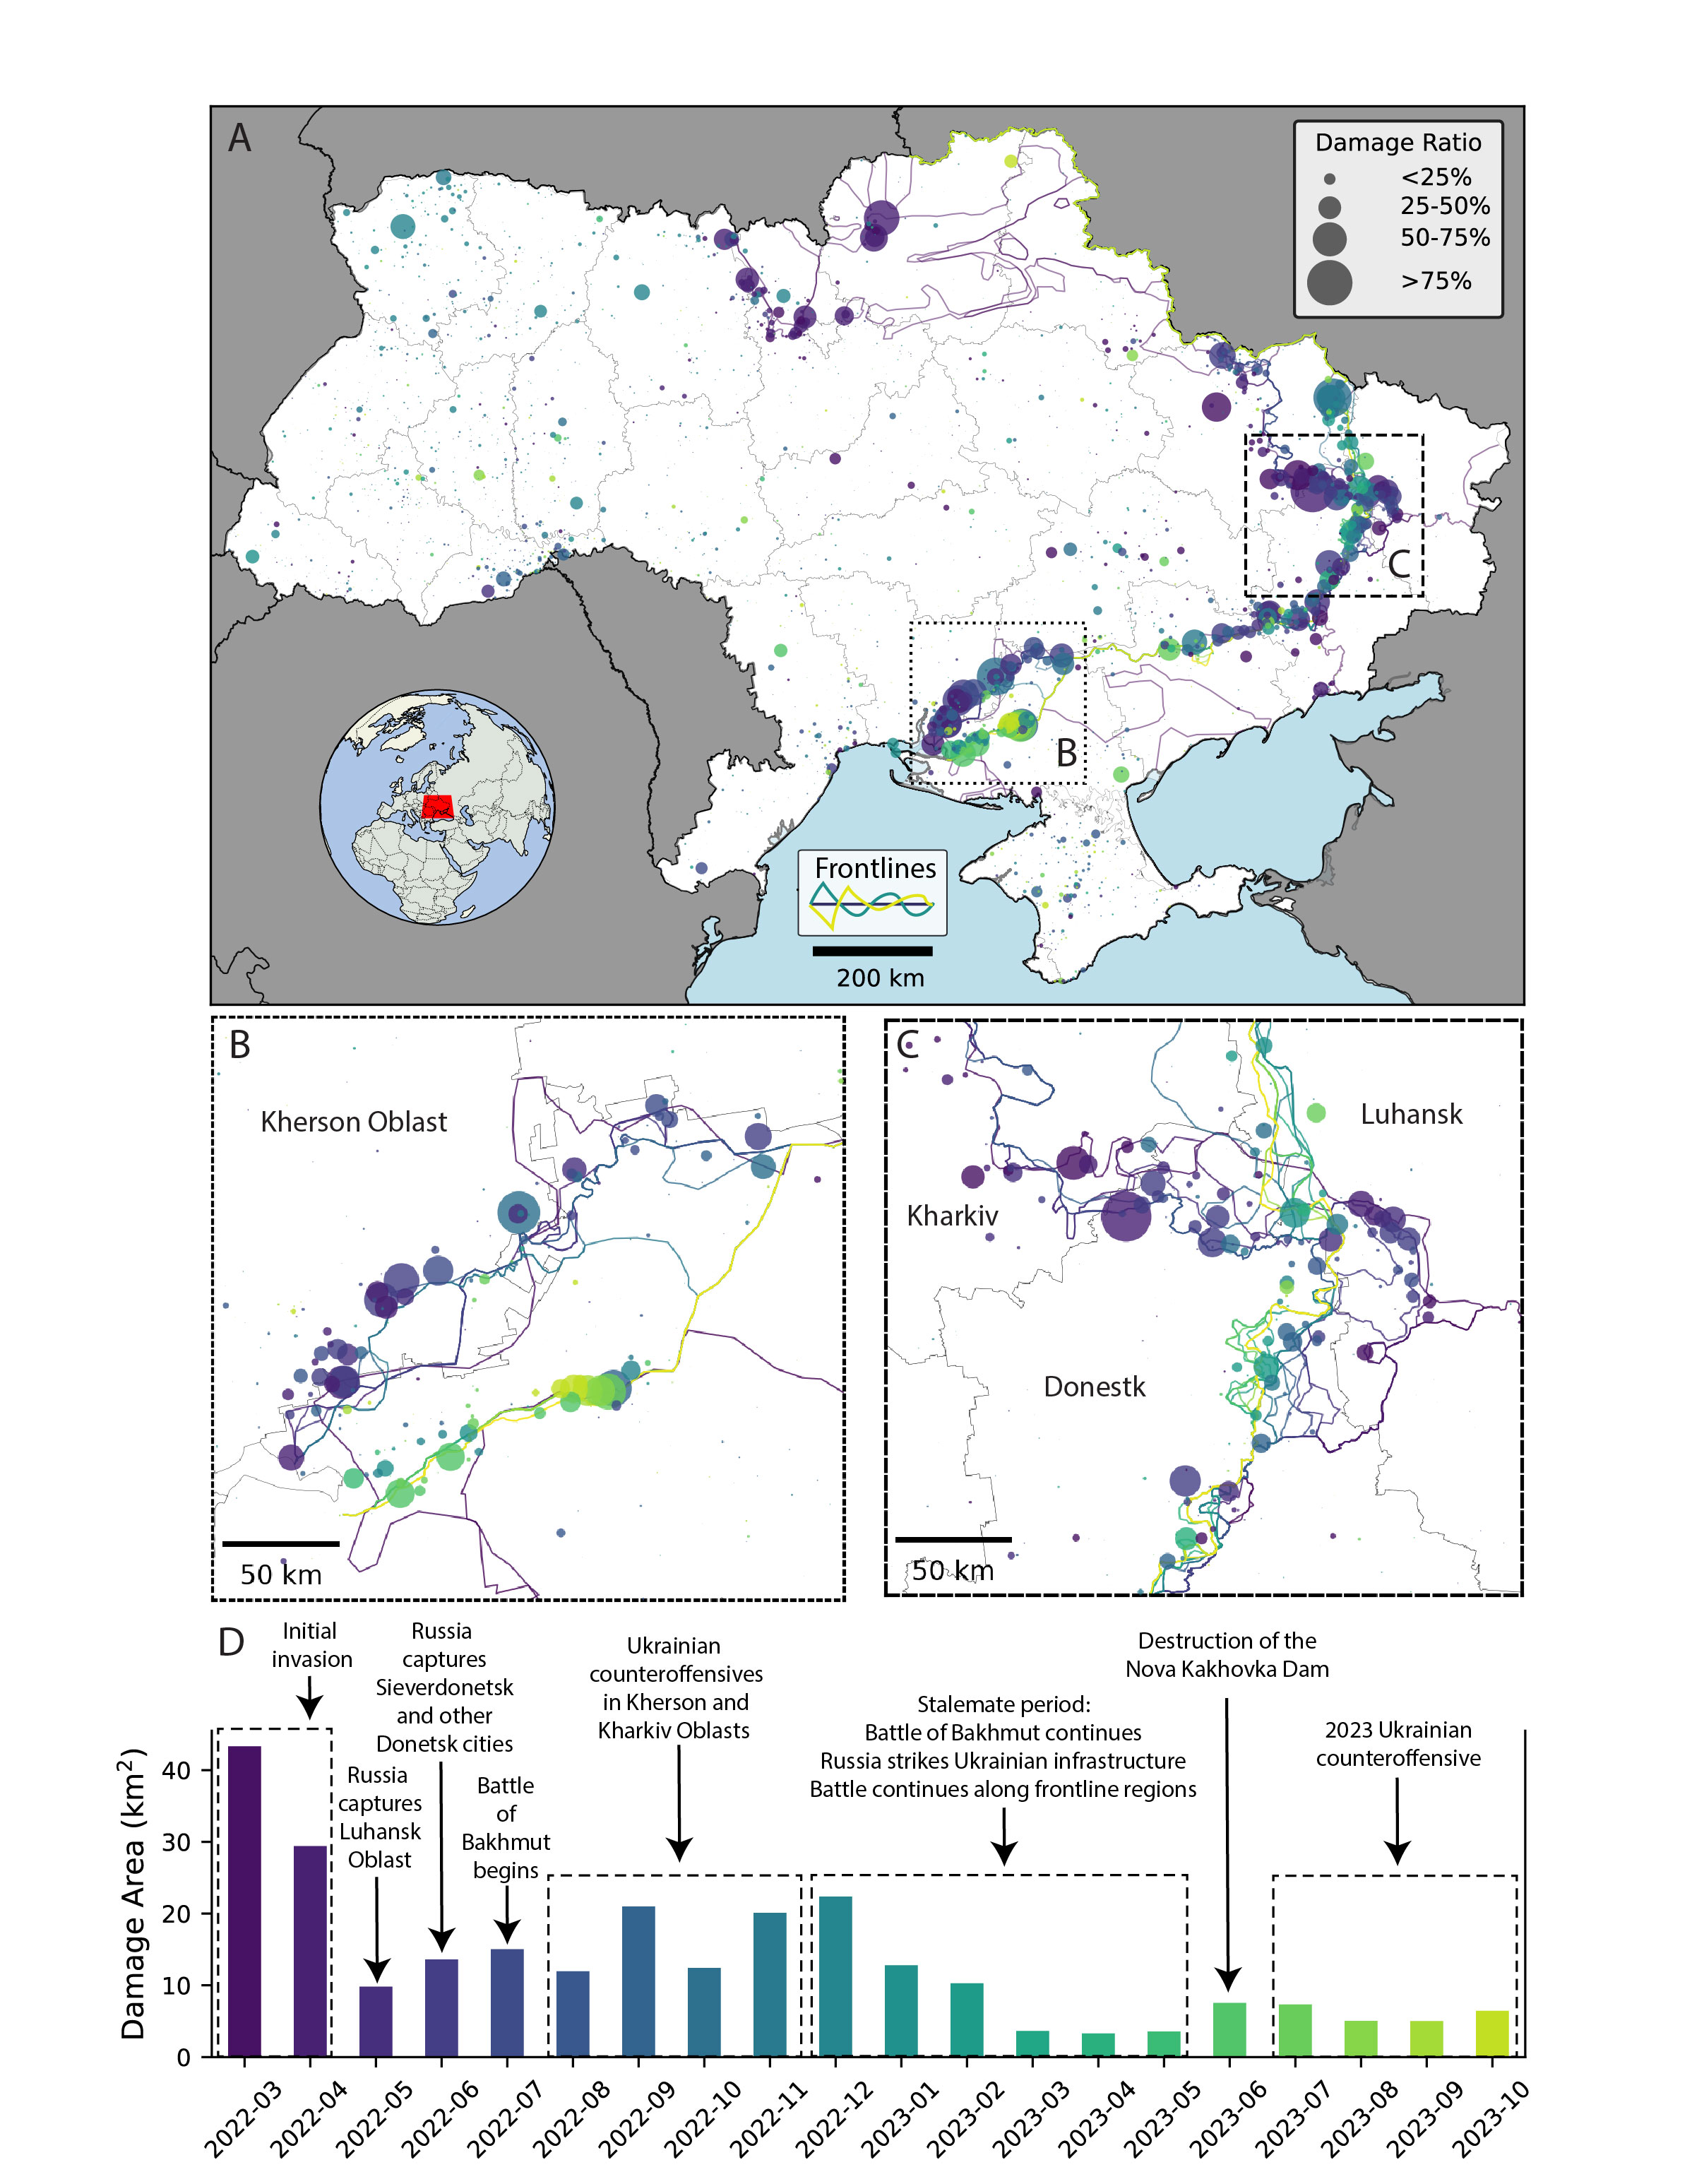 A
Damage Ratio
<25%
25-50%
50-75%
>75%
C
B
Frontlines
200 km
B
Kherson Oblast
50 km
C
Luhansk
Kharkiv
Donestk
50 km
D
Initial
invasion
Russia
captures
Luhansk
Oblast
Russia
captures
Sieverdonetsk
and other
Donetsk cities
Battle
of
Bakhmut
begins
Ukrainian
counteroffensives
in Kherson and
Kharkiv Oblasts
Stalemate period:
Battle of Bakhmut continues
Russia strikes Ukrainian infrastructure
Battle continues along frontline regions
Destruction of the
Nova Kakhovka Dam
2023 Ukrainian
counteroffensive
Damage Area (km²)
40
30
20
10
0
2022-03
2022-04
2022-05
2022-06
2022-07
2022-08
2022-09
2022-10
2022-11
2022-12
2023-01
2023-02
2023-03
2023-04
2023-05
2023-06
2023-07
2023-08
2023-09
2023-10